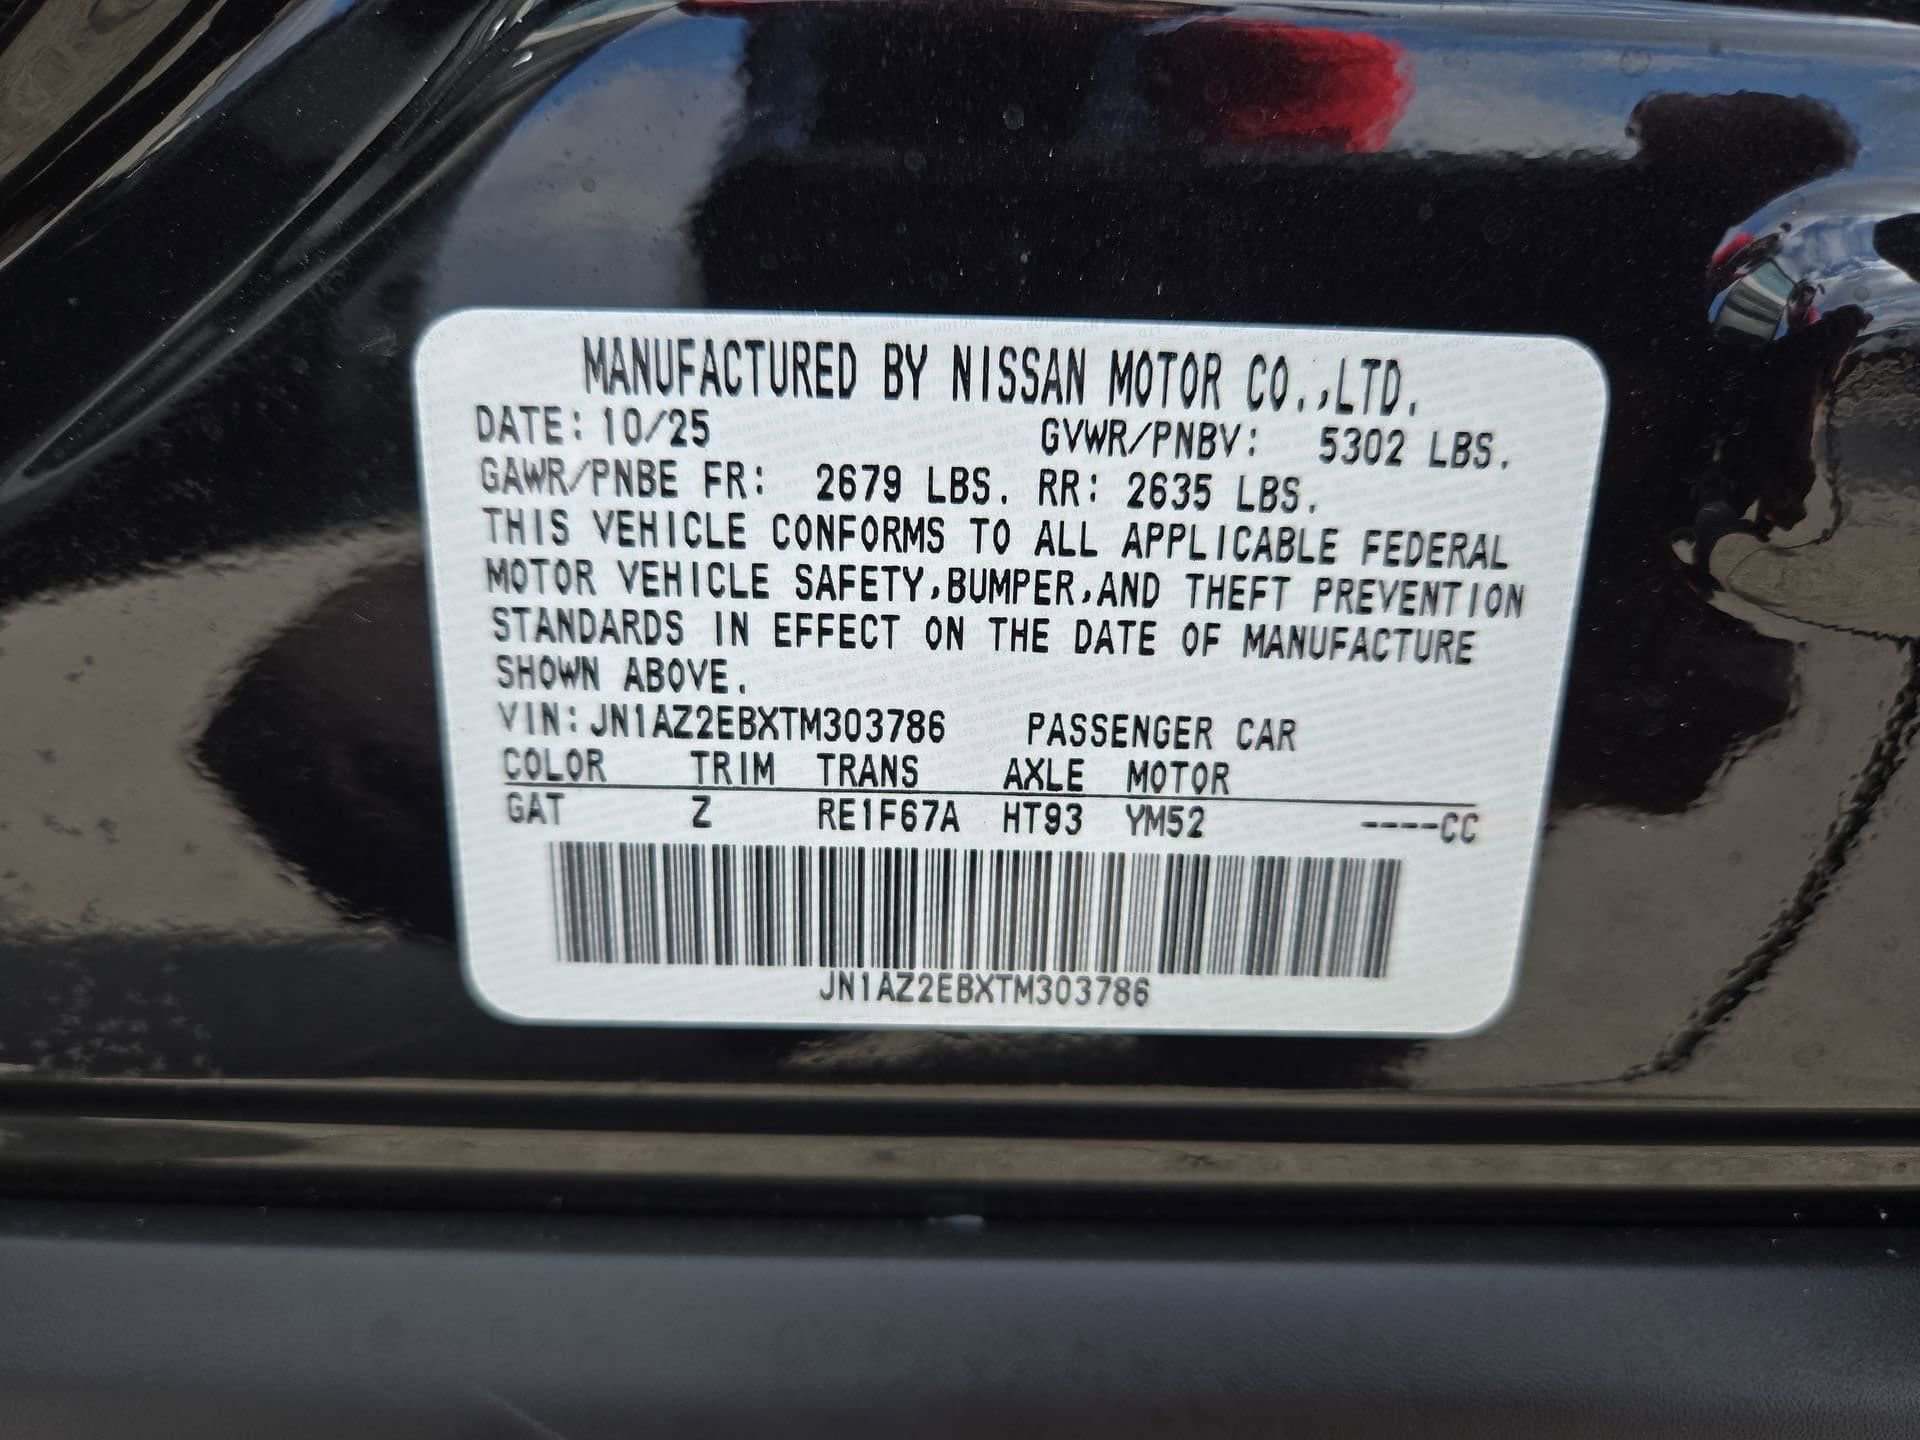 MANUFACTURED BY NISSAN MOTOR CO.,LTD.
DATE: 10/25 GVWR/PNBV: 5302 LBS.
GAWR/PNBE FR: 2679 LBS. RR: 2635 LBS.
THIS VEHICLE CONFORMS TO ALL APPLICABLE FEDERAL
MOTOR VEHICLE SAFETY,BUMPER,AND THEFT PREVENTION
STANDARDS IN EFFECT ON THE DATE OF MANUFACTURE
SHOWN ABOVE.
VIN: JN1AZ2EBXTM303786 PASSENGER CAR
COLOR TRIM TRANS AXLE MOTOR
GAT Z RE1F67A HT93 YM52 ----CC
JN1AZ2EBXTM303786